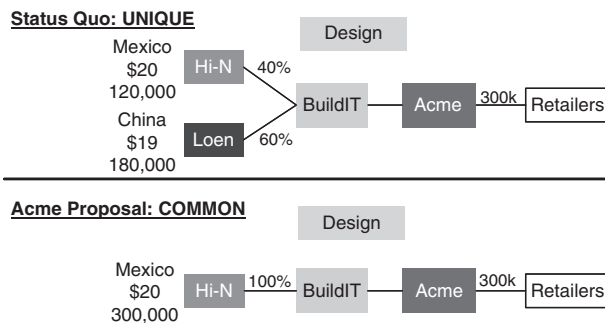 Status Quo: UNIQUE
Design
Mexico
$20
120,000
Hi-N
40%
China
$19
180,000
Loen
60%
BuildIT
Acme
300k
Retailers
Acme Proposal: COMMON
Design
Mexico
$20
300,000
Hi-N
100%
BuildIT
Acme
300k
Retailers